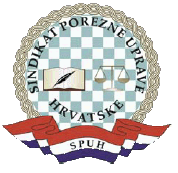 SINDIKAT POREZNE UPRAVE
HRVATSKE
SPUH